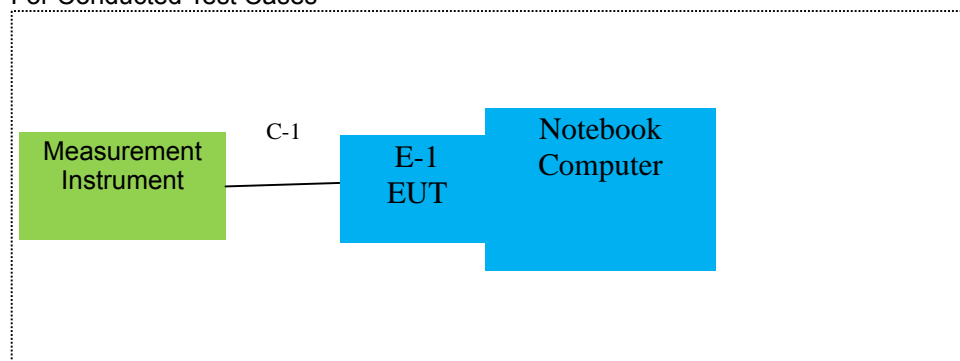 For Conducted Test Cases
C-1
Measurement
Instrument
E-1
EUT
Notebook
Computer